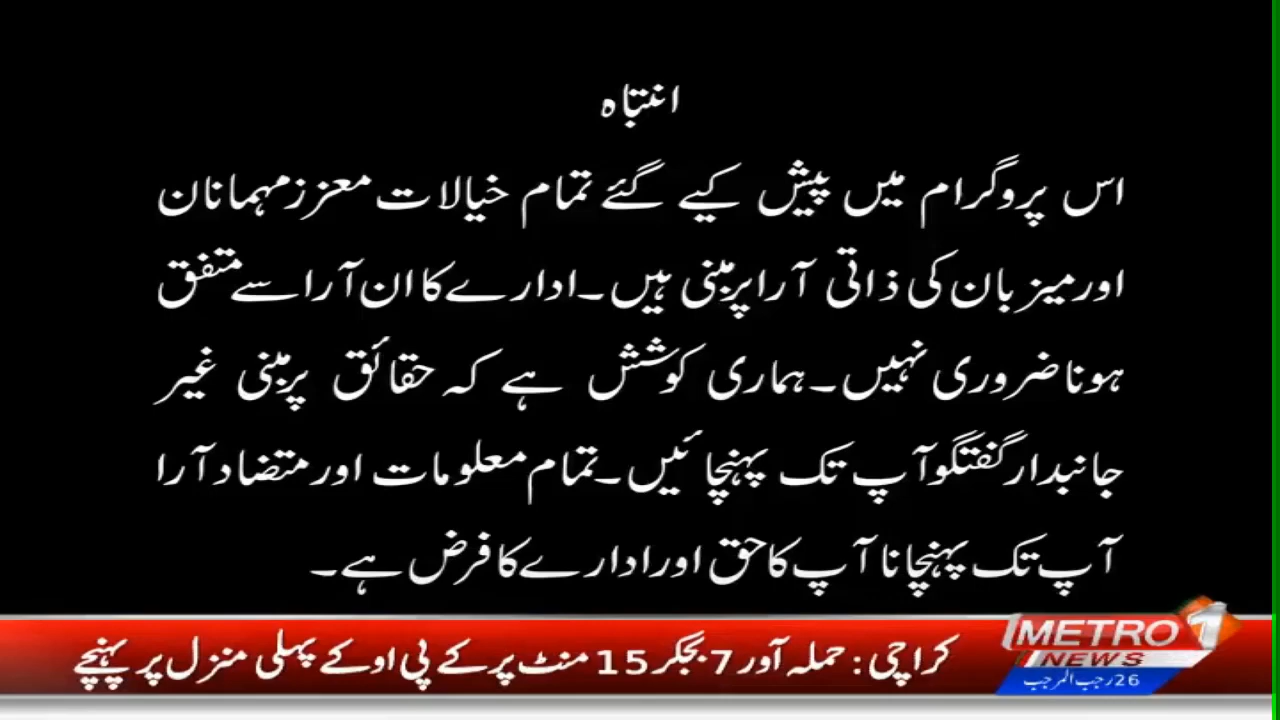 انتباہ
اس پروگرام میں پیش کیے گئے تمام خیالات معزز مہمانان
اور میزبان کی ذاتی آرا پر مبنی ہیں۔ ادارے کا ان آرا سے متفق
ہونا ضروری نہیں۔ ہماری کوشش ہے کہ حقائق پر مبنی غیر
جانبدار گفتگو آپ تک پہنچائیں۔ تمام معلومات اور متضاد آرا
آپ تک پہنچانا آپ کا حق اور ادارے کا فرض ہے۔
کراچی: حملہ آور 7 بجکر 15 منٹ پر کے پی او کے پہلی منزل پر پہنچے
METRO 1
NEWS
26 رجب المرجب